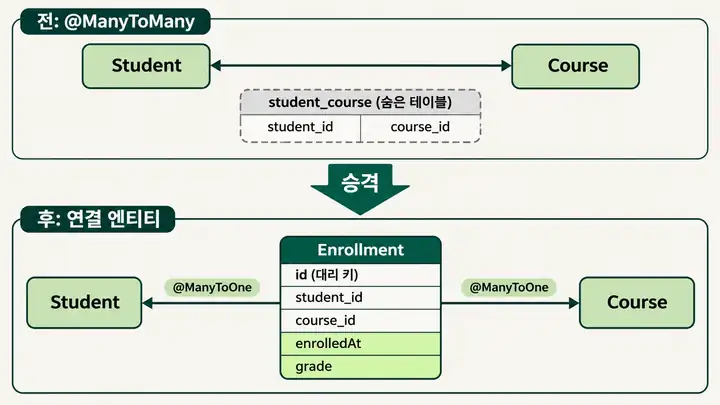 전: @ManyToMany
Student
Course
student_course (숨은 테이블)
student_id
course_id
승격
후: 연결 엔티티
Enrollment
id (대리 키)
student_id
course_id
enrolledAt
grade
Student
@ManyToOne
@ManyToOne
Course